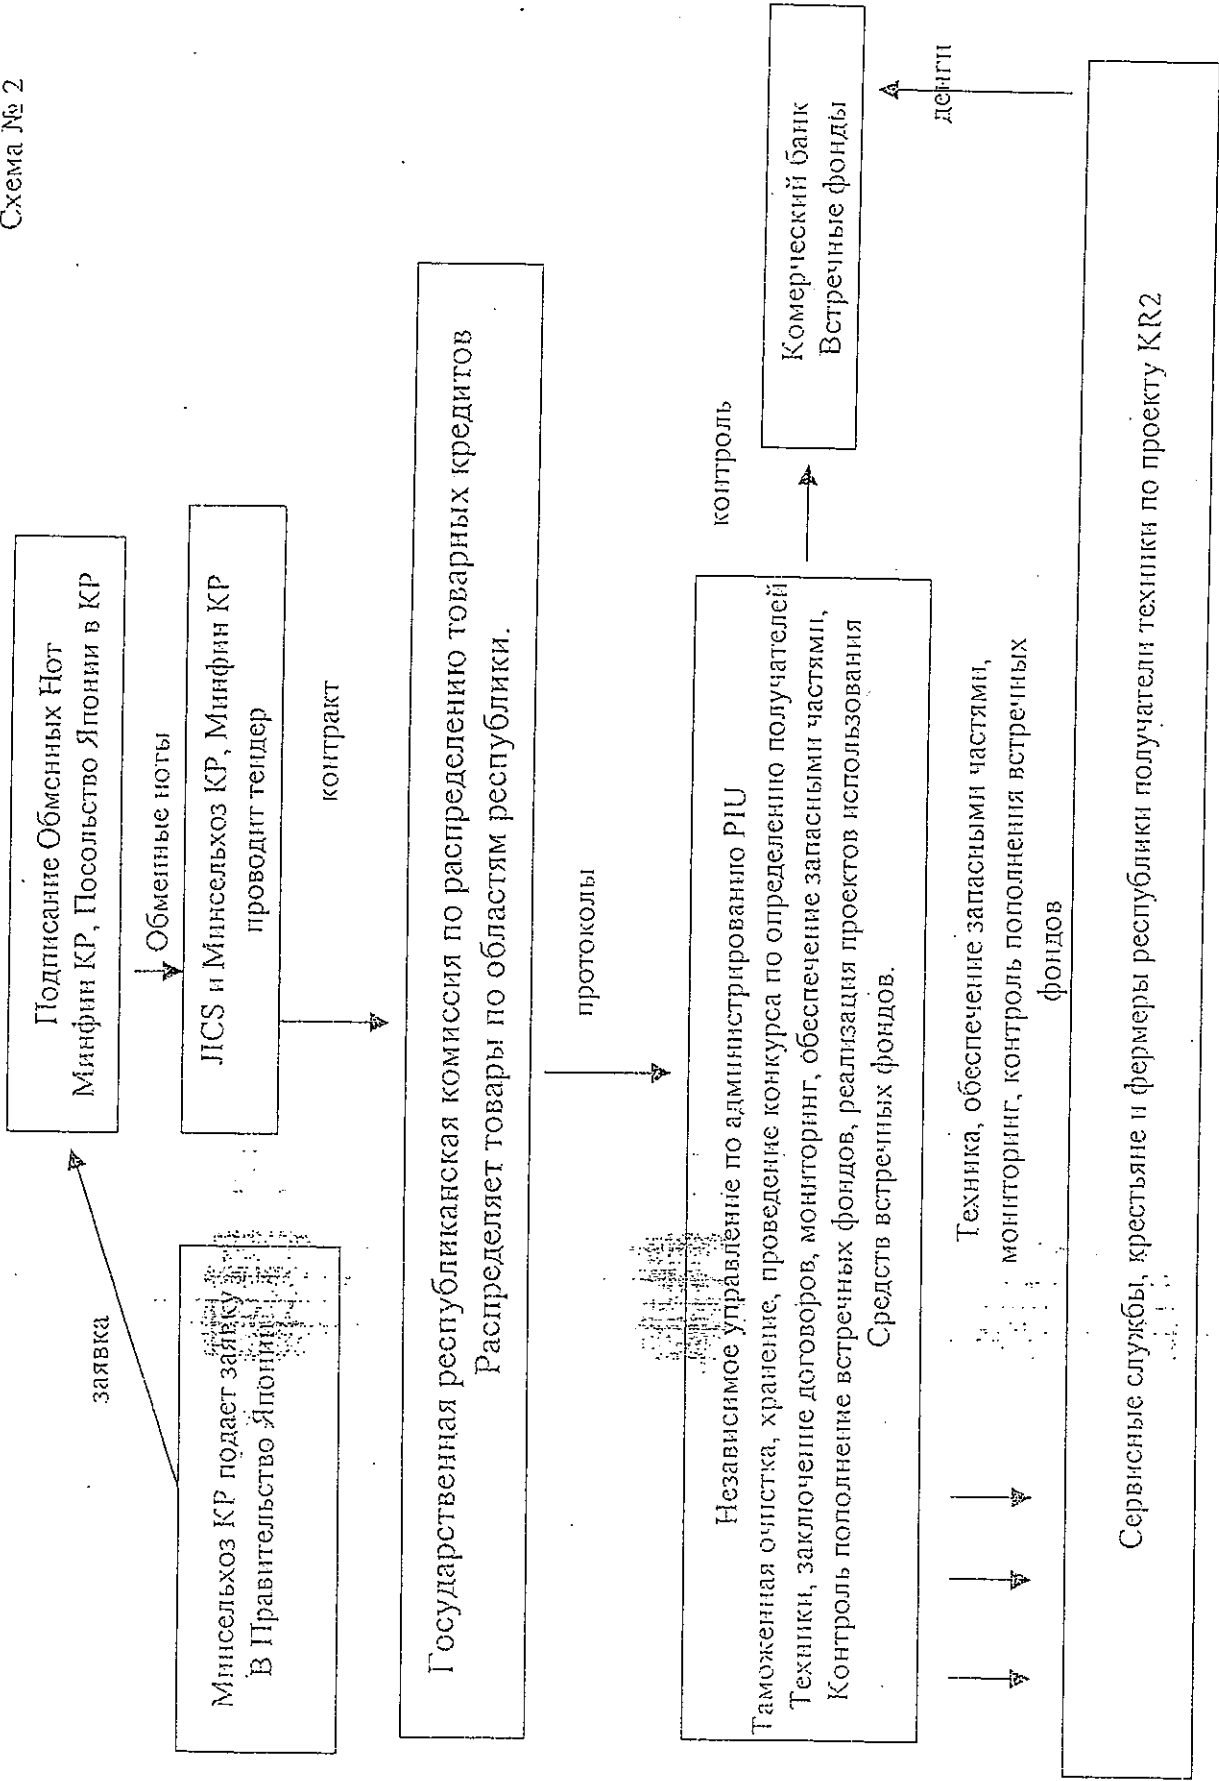 Схема № 2
Подписание Обменных Нот
Минфин КР, Посольство Японии в КР
заявка
Обменные ноты
Минсельхоз КР подает заявку
В Правительство Японии
JICS и Минсельхоз КР, Минфин КР
проводит тендер
контракт
Государственная республиканская комиссия по распределению товарных кредитов
Распределяет товары по областям республики.
протоколы
контроль
Независимое управление по администрированию PIU
Таможенная очистка, хранение, проведение конкурса по определению получателей
Техники, заключение договоров, мониторинг, обеспечение запасными частями,
Контроль пополнение встречных фондов, реализация проектов использования
Средств встречных фондов.
Комерческий банк
Встречные фонды
деньги
Техника, обеспечение запасными частями,
мониторинг, контроль пополнения встречных
фондов
Сервисные службы, крестьяне и фермеры республики получатели техники по проекту KR2